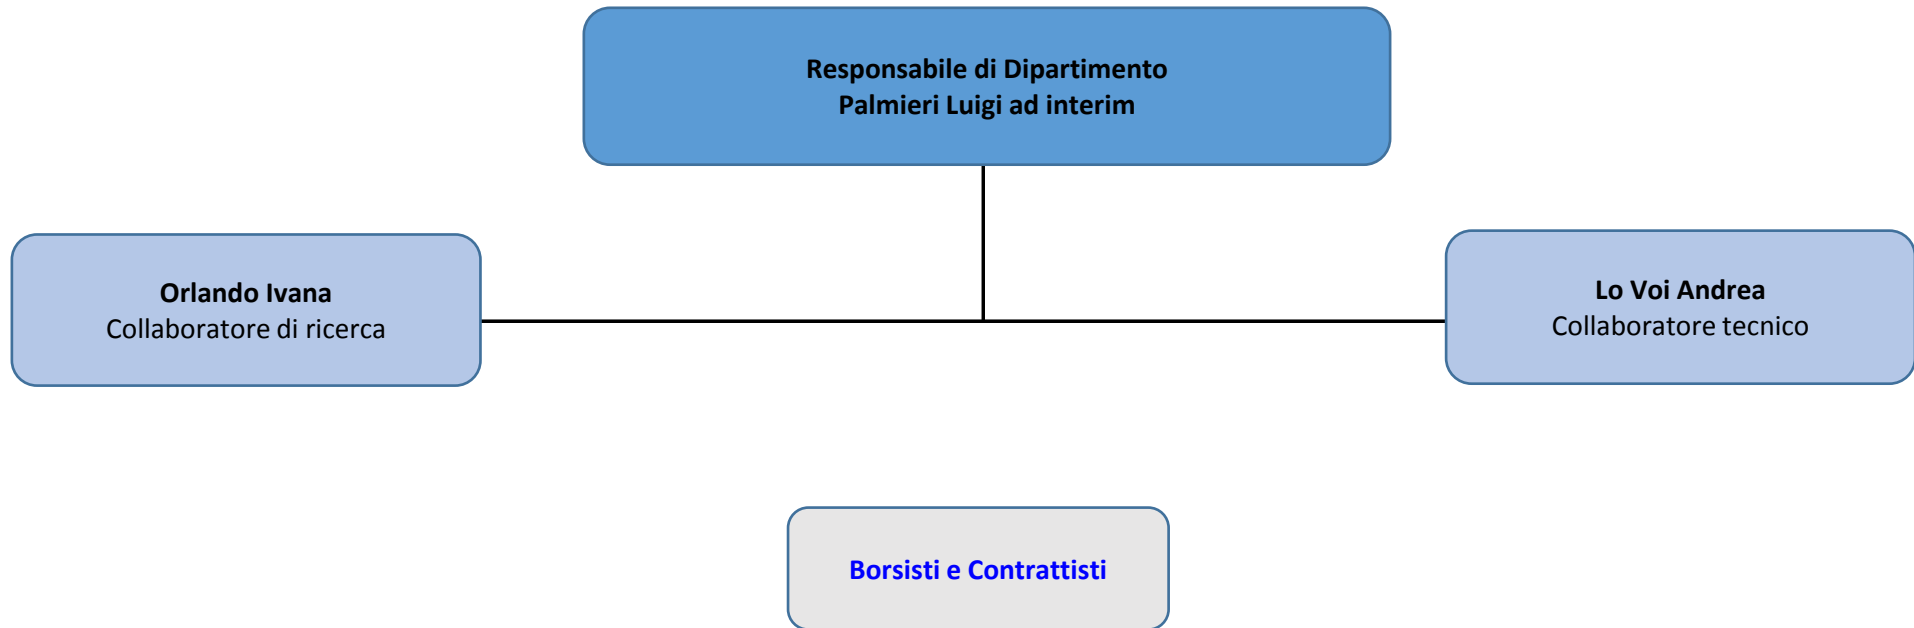 Responsabile di Dipartimento
Palmieri Luigi ad interim
Orlando Ivana
Collaboratore di ricerca
Lo Voi Andrea
Collaboratore tecnico
Borsisti e Contrattisti